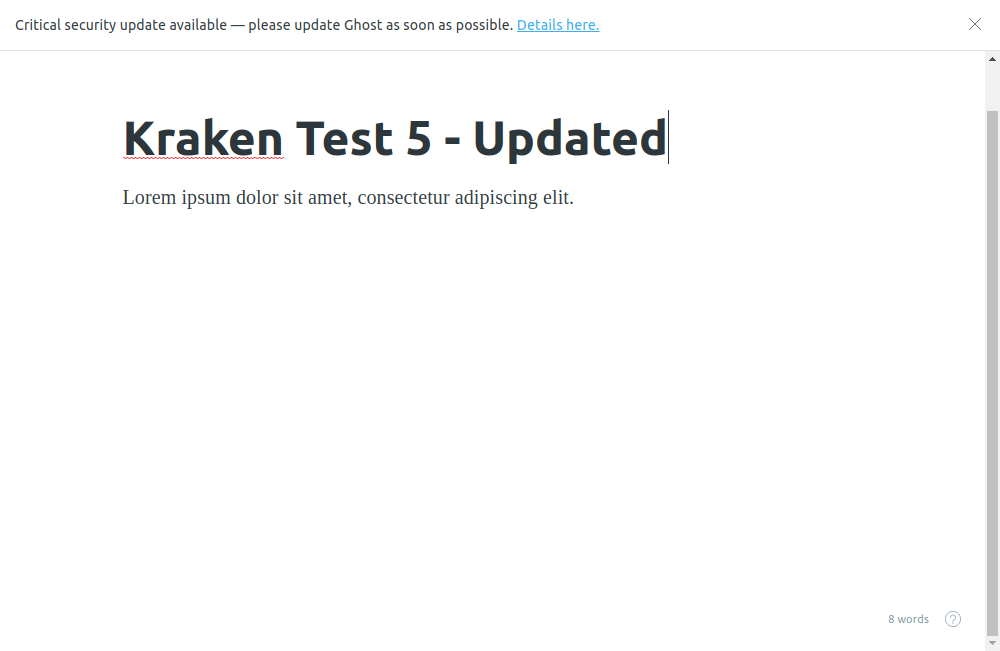 Critical security update available — please update Ghost as soon as possible. Details here.
Kraken Test 5 - Updated
Lorem ipsum dolor sit amet, consectetur adipiscing elit.
8 words ?